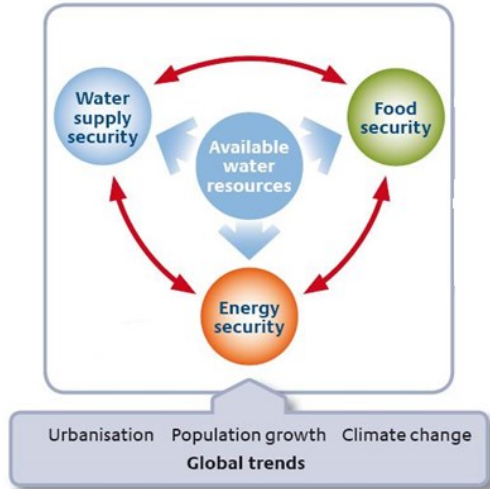 Water
supply
security
Food
security
Available
water
resources
Energy
security
Urbanisation Population growth Climate change
Global trends